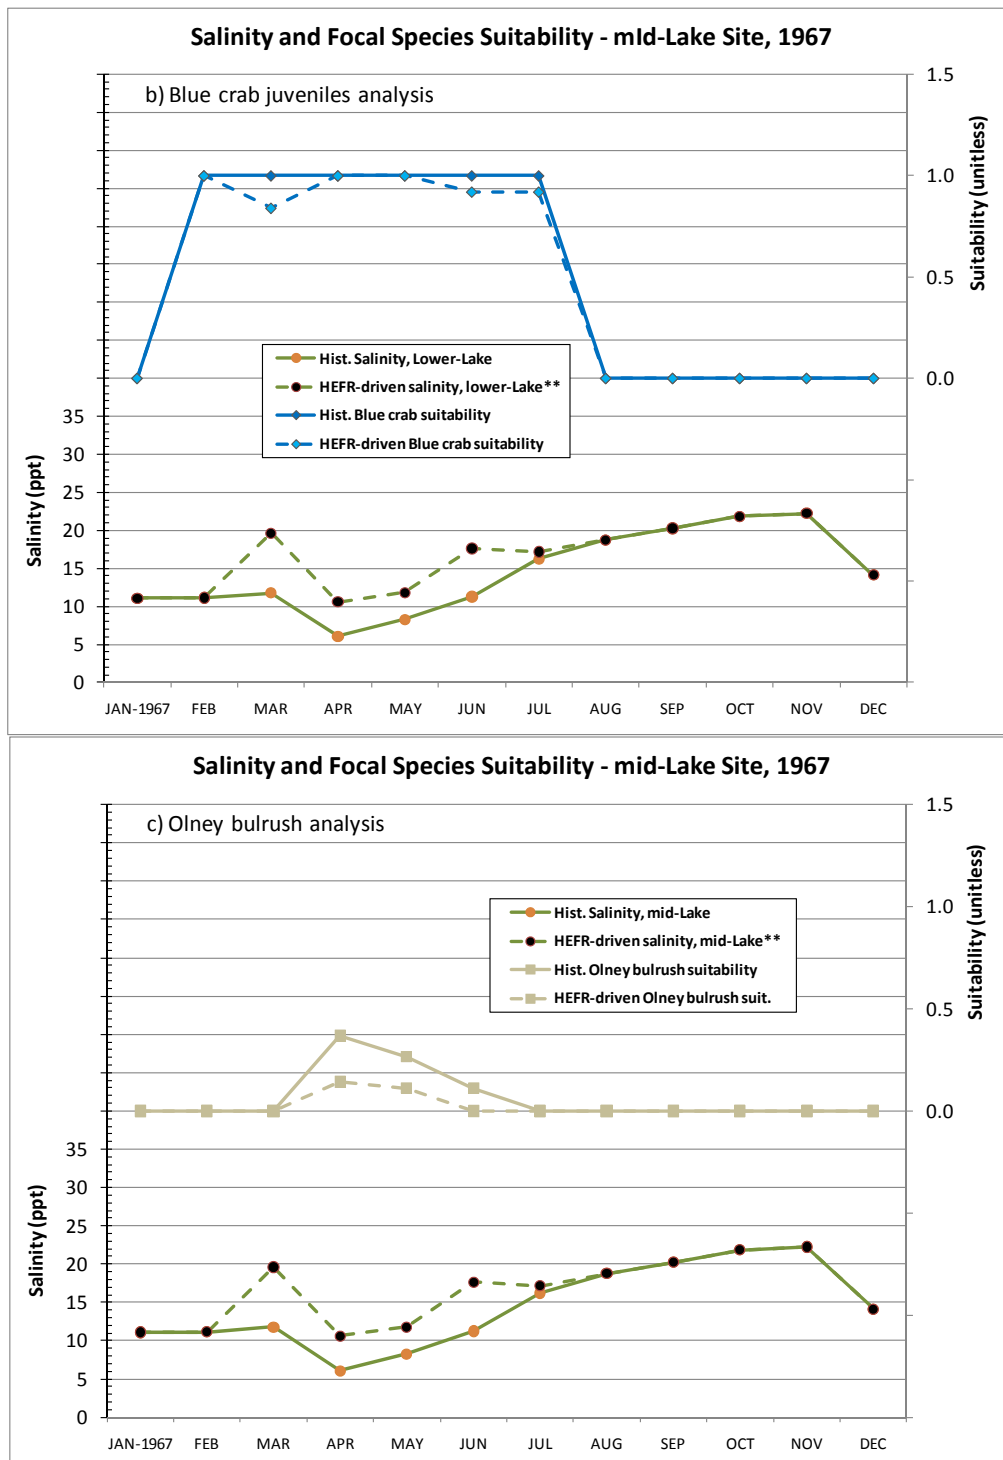 Salinity and Focal Species Suitability - mId-Lake Site, 1967
b) Blue crab juveniles analysis
1.5
1.0
0.5
0.0
Suitability (unitless)
Hist. Salinity, Lower-Lake
HEFR-driven salinity, lower-Lake**
Hist. Blue crab suitability
HEFR-driven Blue crab suitability
35
30
25
20
15
10
5
0
Salinity (ppt)
JAN-1967 FEB MAR APR MAY JUN JUL AUG SEP OCT NOV DEC
Salinity and Focal Species Suitability - mid-Lake Site, 1967
c) Olney bulrush analysis
1.5
1.0
0.5
0.0
Suitability (unitless)
Hist. Salinity, mid-Lake
HEFR-driven salinity, mid-Lake**
Hist. Olney bulrush suitability
HEFR-driven Olney bulrush suit.
35
30
25
20
15
10
5
0
Salinity (ppt)
JAN-1967 FEB MAR APR MAY JUN JUL AUG SEP OCT NOV DEC